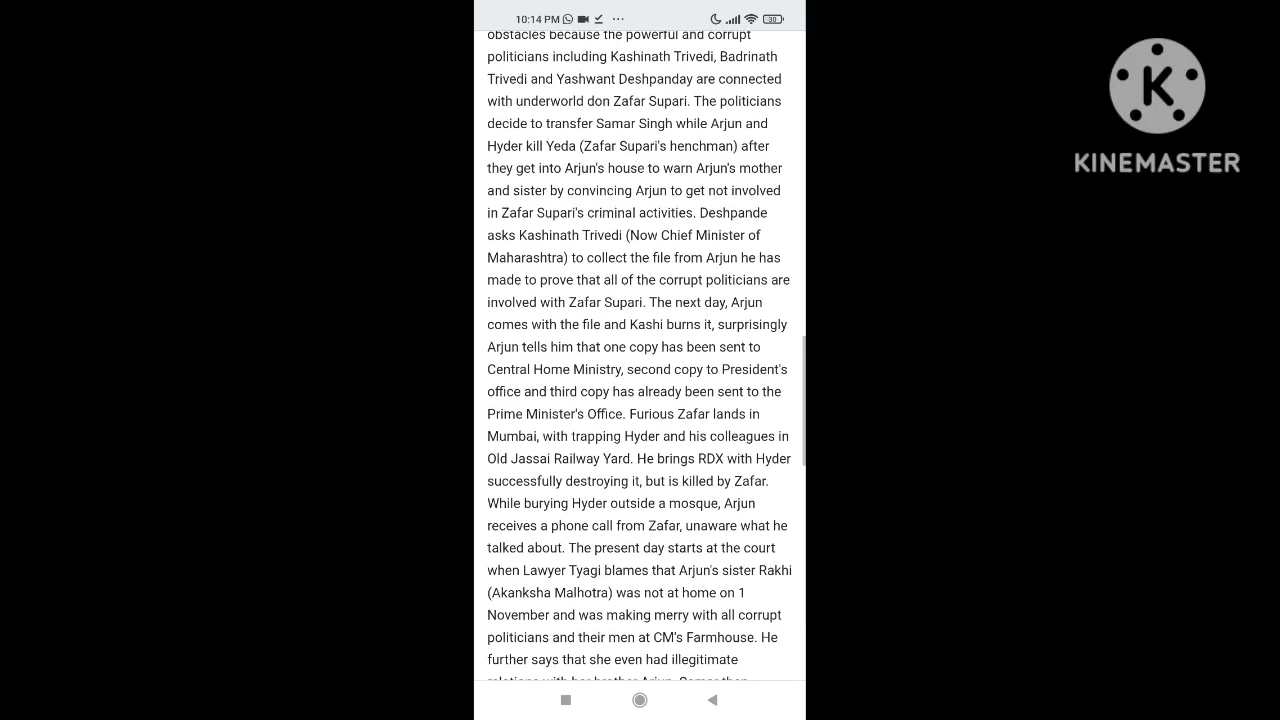 10:14 PM
30
obstacles because the powerful and corrupt
politicians including Kashinath Trivedi, Badrinath
Trivedi and Yashwant Deshpanday are connected
with underworld don Zafar Supari. The politicians
decide to transfer Samar Singh while Arjun and
Hyder kill Yeda (Zafar Supari's henchman) after
they get into Arjun's house to warn Arjun's mother
and sister by convincing Arjun to get not involved
in Zafar Supari's criminal activities. Deshpande
asks Kashinath Trivedi (Now Chief Minister of
Maharashtra) to collect the file from Arjun he has
made to prove that all of the corrupt politicians are
involved with Zafar Supari. The next day, Arjun
comes with the file and Kashi burns it, surprisingly
Arjun tells him that one copy has been sent to
Central Home Ministry, second copy to President's
office and third copy has already been sent to the
Prime Minister's Office. Furious Zafar lands in
Mumbai, with trapping Hyder and his colleagues in
Old Jassai Railway Yard. He brings RDX with Hyder
successfully destroying it, but is killed by Zafar.
While burying Hyder outside a mosque, Arjun
receives a phone call from Zafar, unaware what he
talked about. The present day starts at the court
when Lawyer Tyagi blames that Arjun's sister Rakhi
(Akanksha Malhotra) was not at home on 1
November and was making merry with all corrupt
politicians and their men at CM's Farmhouse. He
further says that she even had illegitimate
K
KINEMASTER